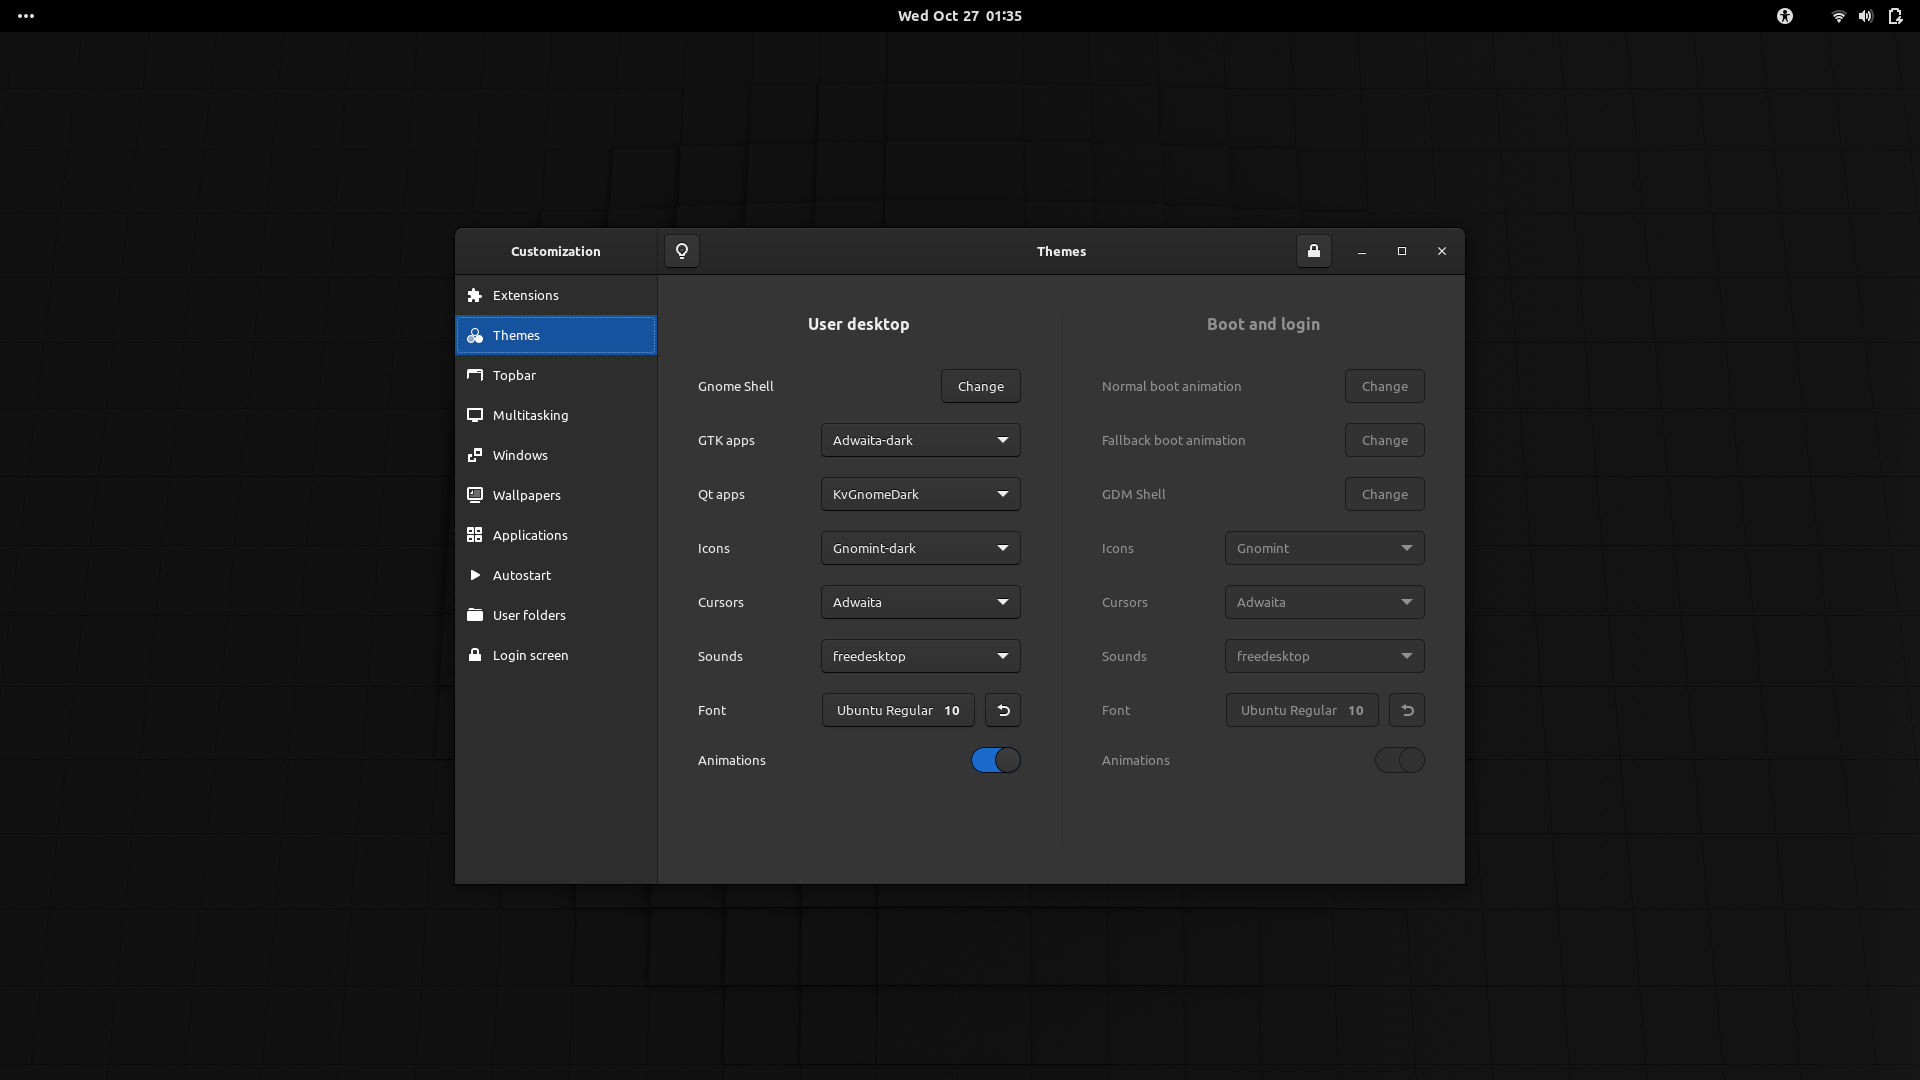 Wed Oct 27 01:35
Customization
Themes
Extensions
Themes
Topbar
Multitasking
Windows
Wallpapers
Applications
Autostart
User folders
Login screen
User desktop
Gnome Shell Change
GTK apps Adwaita-dark
Qt apps KvGnomeDark
Icons Gnomint-dark
Cursors Adwaita
Sounds freedesktop
Font Ubuntu Regular 10
Animations
Boot and login
Normal boot animation Change
Fallback boot animation Change
GDM Shell Change
Icons Gnomint
Cursors Adwaita
Sounds freedesktop
Font Ubuntu Regular 10
Animations